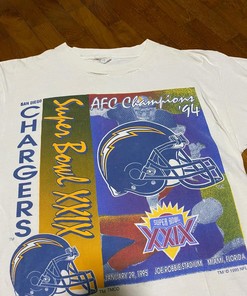 SAN DIEGO
CHARGERS
Super Bowl XXIX
AFC Champions
'94
SUPER BOWL
XXIX
JANUARY 29, 1995
JOE ROBBIE STADIUM
MIAMI, FLORIDA